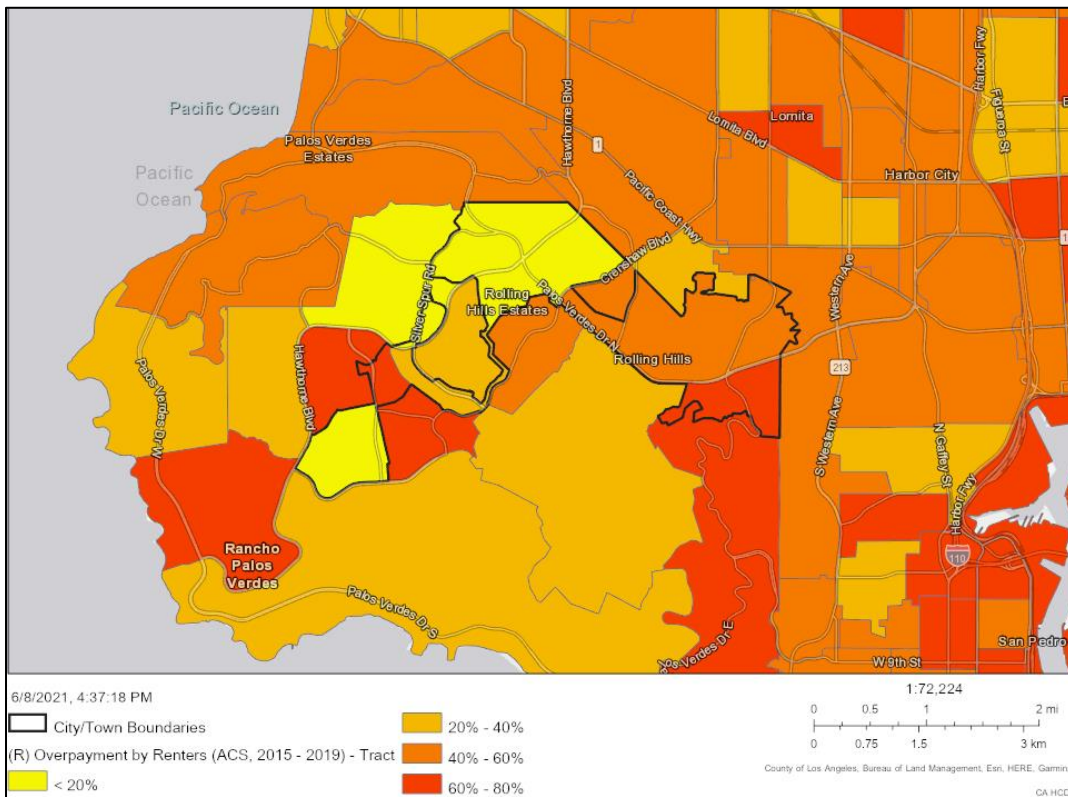 Pacific Ocean
Palos Verdes
Estates
Pacific
Ocean
Hawthorne Blvd
1
Lomita Blvd
Lomita
Harbor Fwy
Figueroa St
Harbor City
Pacific Coast Hwy
Crenshaw Blvd
Silver Spur Rd
Rolling
Hills Estates
Palos Verdes Dr N
Rolling Hills
Western Ave
213
Hawthorne Blvd
Palos Verdes Dr W
S Western Ave
N Gaffey St
Harbor Fwy
110
Rancho
Palos
Verdes
Palos Verdes Dr S
Verdes Dr E
San Pedro
W 9th St
6/8/2021, 4:37:18 PM
City/Town Boundaries
(R) Overpayment by Renters (ACS, 2015 - 2019) - Tract
< 20%
20% - 40%
40% - 60%
60% - 80%
1:72,224
0 0.5 1 2 mi
0 0.75 1.5 3 km
County of Los Angeles, Bureau of Land Management, Esri, HERE, Garmin
CA HCD